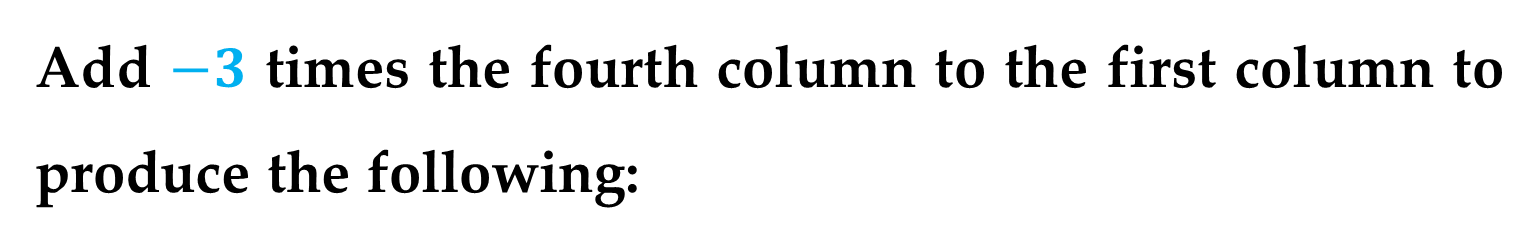 Add −3 times the fourth column to the first column to
produce the following: